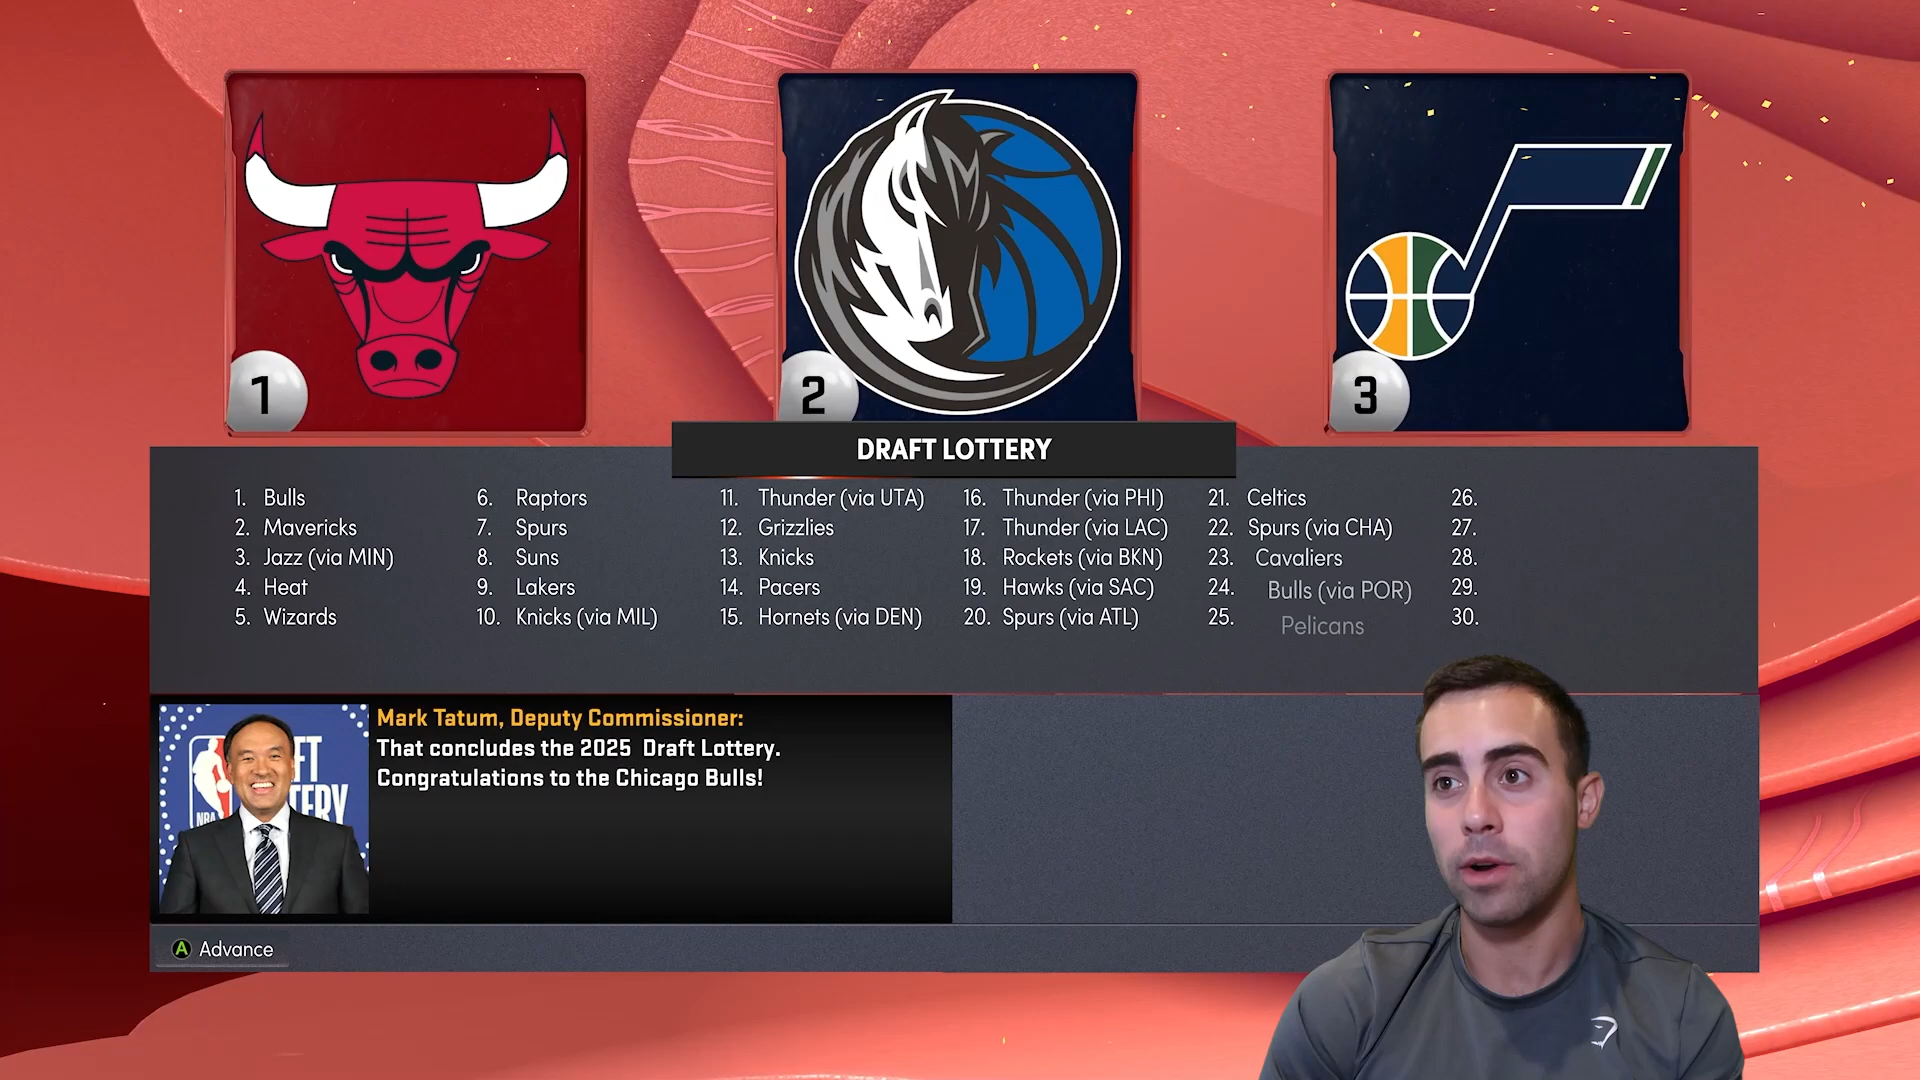 1
2
3
DRAFT LOTTERY
1. Bulls
2. Mavericks
3. Jazz (via MIN)
4. Heat
5. Wizards
6. Raptors
7. Spurs
8. Suns
9. Lakers
10. Knicks (via MIL)
11. Thunder (via UTA)
12. Grizzlies
13. Knicks
14. Pacers
15. Hornets (via DEN)
16. Thunder (via PHI)
17. Thunder (via LAC)
18. Rockets (via BKN)
19. Hawks (via SAC)
20. Spurs (via ATL)
21. Celtics
22. Spurs (via CHA)
23. Cavaliers
24. Bulls (via POR)
25. Pelicans
26.
27.
28.
29.
30.
Mark Tatum, Deputy Commissioner:
That concludes the 2025 Draft Lottery.
Congratulations to the Chicago Bulls!
NBA
A Advance